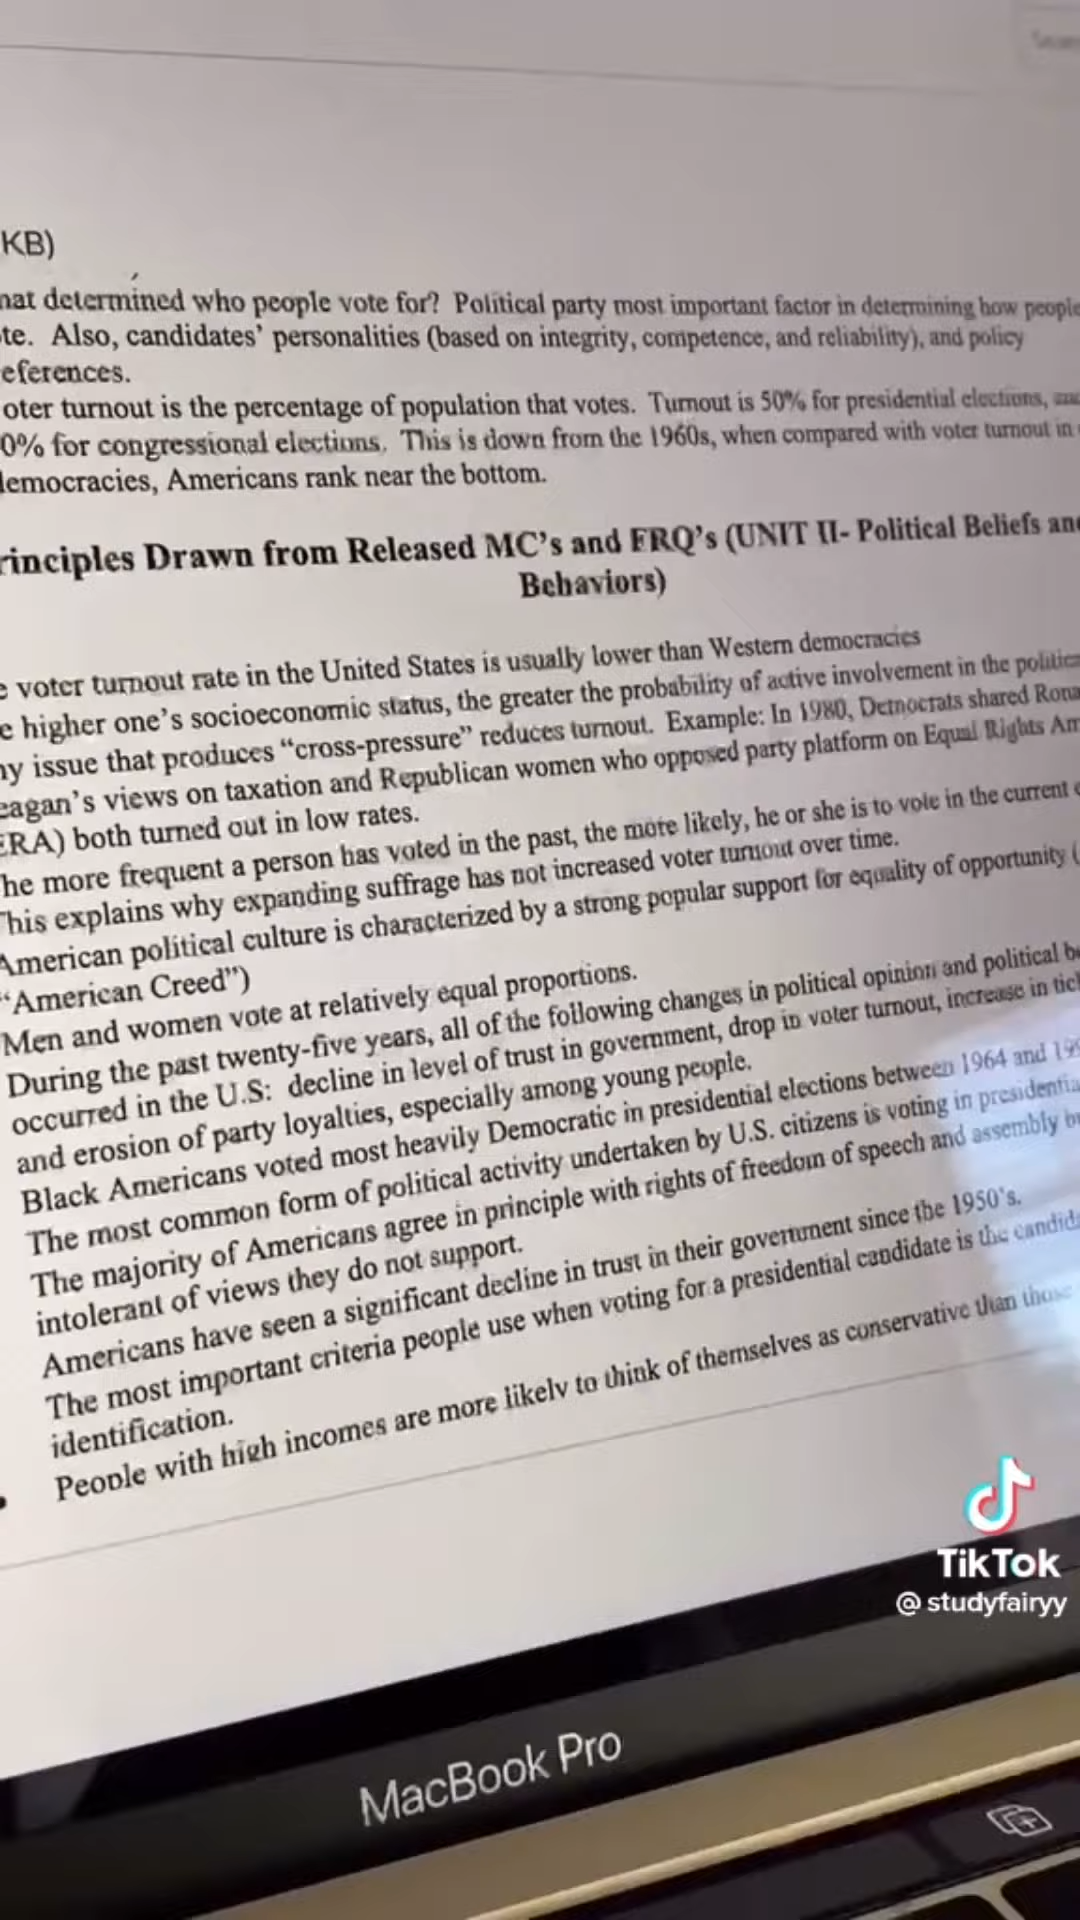 KB)
determined who people vote for? Political party most important factor in determining how people
Also, candidates' personalities (based on integrity, competence, and reliability), and policy
eferences.
oter turnout is the percentage of population that votes. Turnout is 50% for presidential elections,
0% for congressional elections. This is down from the 1960s, when compared with voter turnout in
democracies, Americans rank near the bottom.
rinciples Drawn from Released MC's and FRQ's (UNIT II- Political Beliefs and
Behaviors)
voter turnout rate in the United States is usually lower than Western democracies
higher one's socioeconomic status, the greater the probability of active involvement in the
issue that produces "cross-pressure" reduces turnout. Example: In 1980, Democrats shared
eagan's views on taxation and Republican women who opposed party platform on Equal Rights Am
ERA) both turned out in low rates.
he more frequent a person has voted in the past, the more likely, he or she is to vote in the current
This explains why expanding suffrage has not increased voter turnout over time.
American political culture is characterized by a strong popular support for equality of opportunity (
"American Creed")
Men and women vote at relatively equal proportions.
During the past twenty-five years, all of the following changes in political opinion and political
occurred in the U.S: decline in level of trust in government, drop in voter turnout, increase in
and erosion of party loyalties, especially among young people.
Black Americans voted most heavily Democratic in presidential elections between 1964 and
The most common form of political activity undertaken by U.S. citizens is voting in presidentia
The majority of Americans agree in principle with rights of freedom of speech and assembly
intolerant of views they do not support.
Americans have seen a significant decline in trust in their government since the 1950's.
The most important criteria people use when voting for a presidential candidate is the candida
identification.
People with high incomes are more likely to think of themselves as conservative than those
TikTok
@studyfairyy
MacBook Pro